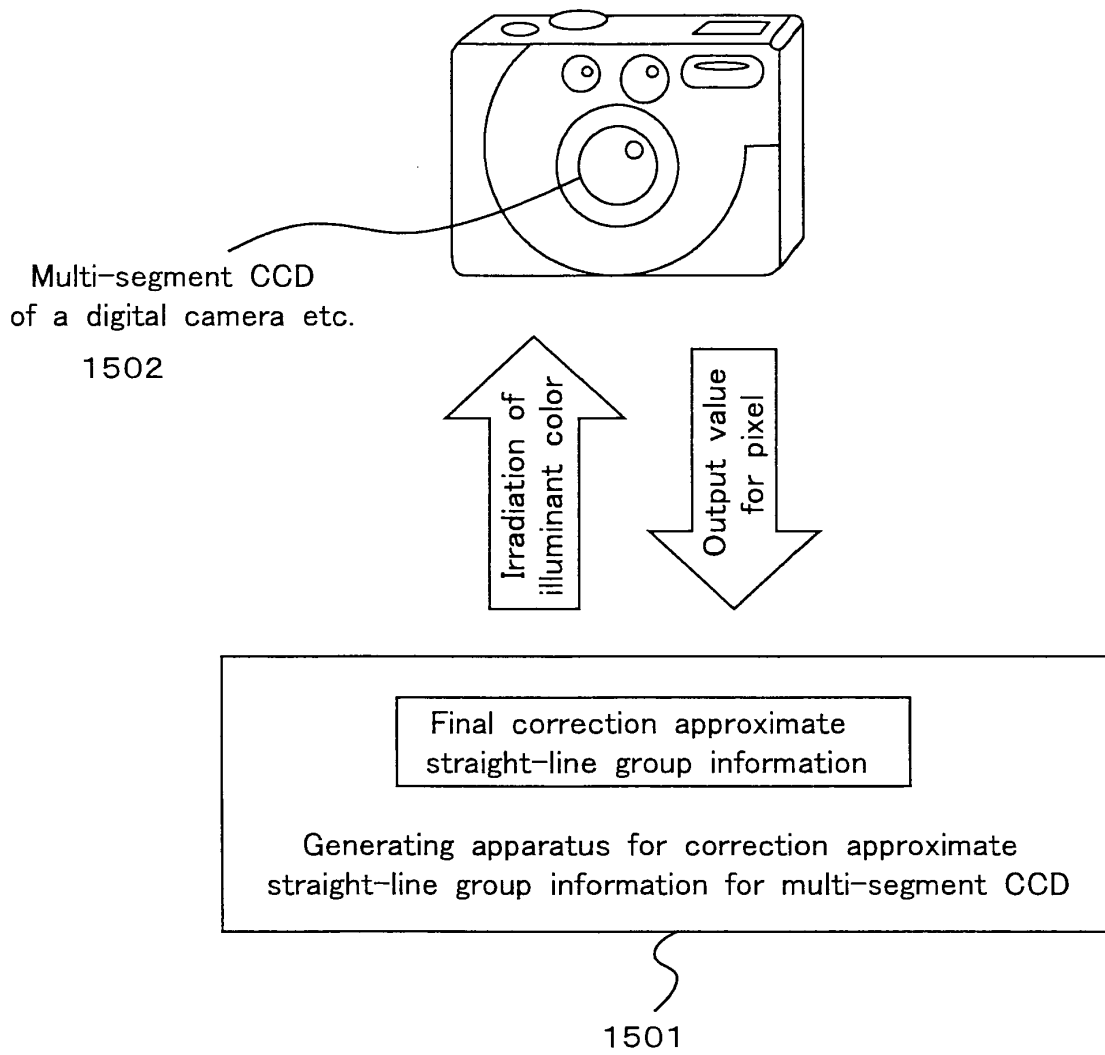 Multi-segment CCD
of a digital camera etc.
1502
Irradiation of
illuminant color
Output value
for pixel
Final correction approximate
straight-line group information
Generating apparatus for correction approximate
straight-line group information for multi-segment CCD
1501